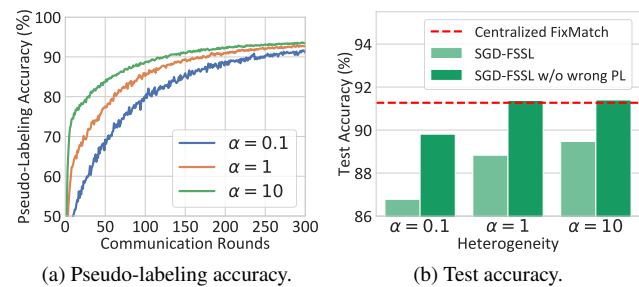 Pseudo-Labeling Accuracy (%)
100
90
80
70
60
50
0
50
100
150
200
250
300
Communication Rounds
α = 0.1
α = 1
α = 10
(a) Pseudo-labeling accuracy.
Test Accuracy (%)
94
92
90
88
86
Centralized FixMatch
SGD-FSSL
SGD-FSSL w/o wrong PL
α = 0.1
α = 1
α = 10
Heterogeneity
(b) Test accuracy.